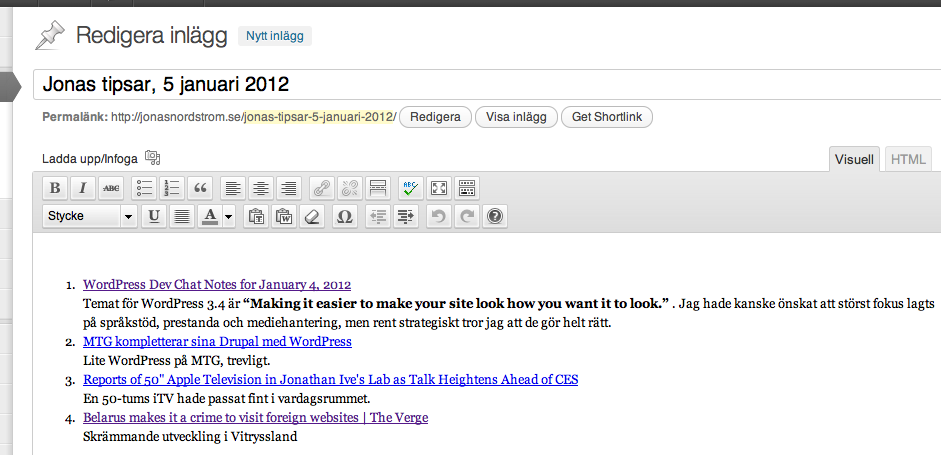 Redigera inlägg Nytt inlägg
Jonas tipsar, 5 januari 2012
Permalänk: http://jonasnordstrom.se/jonas-tipsar-5-januari-2012/ Redigera Visa inlägg Get Shortlink
Ladda upp/Infoga Visuell HTML
B I ABC 1 2 3 “ A ABC
Stycke U A T W Ω ?
1. WordPress Dev Chat Notes for January 4, 2012
Temat för WordPress 3.4 är “Making it easier to make your site look how you want it to look.” . Jag hade kanske önskat att störst fokus lagts
på språkstöd, prestanda och mediehantering, men rent strategiskt tror jag att de gör helt rätt.
2. MTG kompletterar sina Drupal med WordPress
Lite WordPress på MTG, trevligt.
3. Reports of 50" Apple Television in Jonathan Ive's Lab as Talk Heightens Ahead of CES
En 50-tums iTV hade passat fint i vardagsrummet.
4. Belarus makes it a crime to visit foreign websites | The Verge
Skrämmande utveckling i Vitryssland